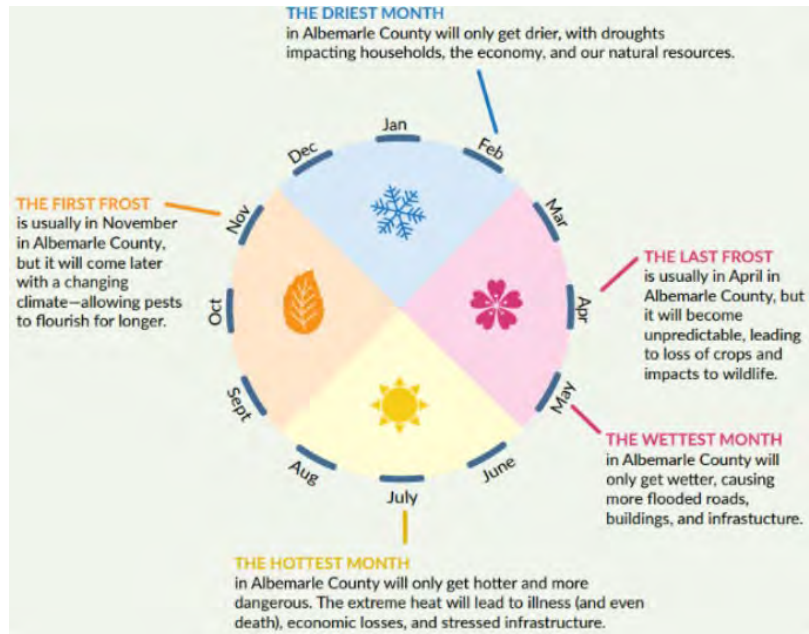 THE DRIEST MONTH
in Albemarle County will only get drier, with droughts
impacting households, the economy, and our natural resources.
Jan
Feb
Mar
Apr
May
June
July
Aug
Sept
Oct
Nov
Dec
THE FIRST FROST
is usually in November
in Albemarle County,
but it will come later
with a changing
climate—allowing pests
to flourish for longer.
THE LAST FROST
is usually in April in
Albemarle County, but
it will become
unpredictable, leading
to loss of crops and
impacts to wildlife.
THE WETTEST MONTH
in Albemarle County will
only get wetter, causing
more flooded roads,
buildings, and infrastucture.
THE HOTTEST MONTH
in Albemarle County will only get hotter and more
dangerous. The extreme heat will lead to illness (and even
death), economic losses, and stressed infrastructure.